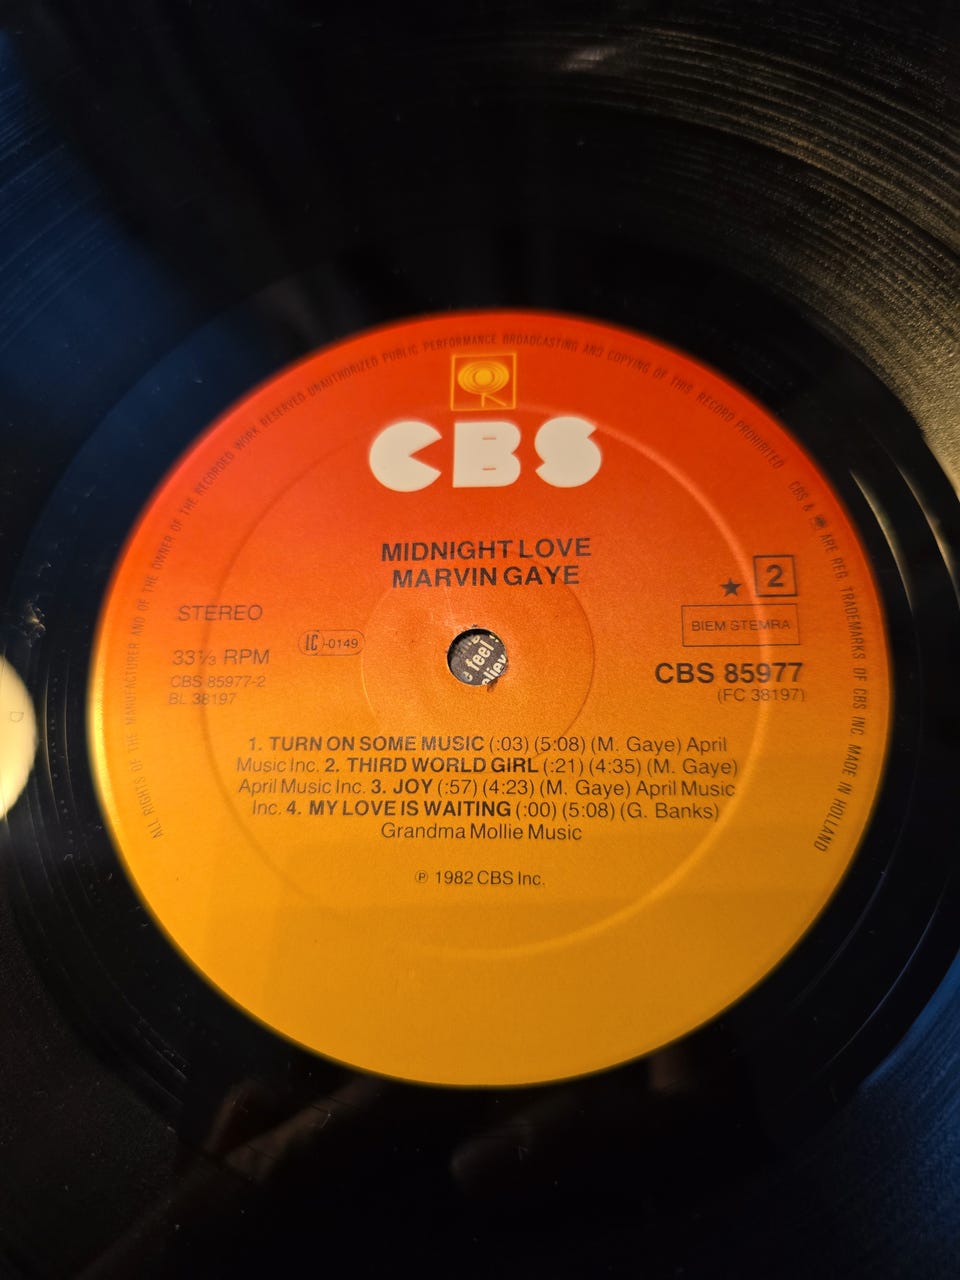 ALL RIGHTS OF THE MANUFACTURER AND OF THE OWNER OF THE RECORDED WORK RESERVED UNAUTHORIZED PUBLIC PERFORMANCE BROADCASTING AND COPYING OF THIS RECORD PROHIBITED
CBS & ARE REG. TRADEMARKS OF CBS INC. MADE IN HOLLAND
CBS
MIDNIGHT LOVE
MARVIN GAYE
STEREO
★ 2
LC -0149
BIEM STEMRA
33⅓ RPM
CBS 85977-2
BL 38197
CBS 85977
(FC 38197)
feel
1. TURN ON SOME MUSIC (:03) (5:08) (M. Gaye) April
Music Inc. 2. THIRD WORLD GIRL (:21) (4:35) (M. Gaye)
April Music Inc. 3. JOY (:57) (4:23) (M. Gaye) April Music
Inc. 4. MY LOVE IS WAITING (:00) (5:08) (G. Banks)
Grandma Mollie Music
℗ 1982 CBS Inc.